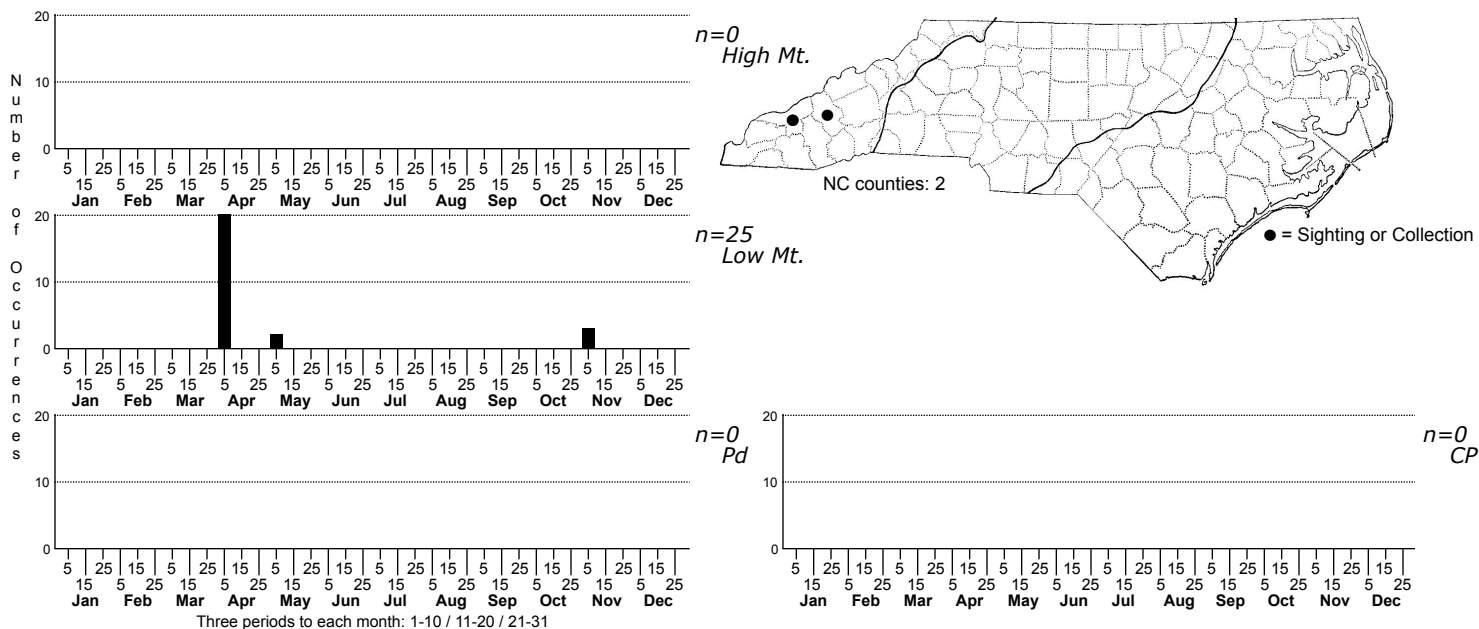 Number of Occurrences
20
10
0
5 15 25 5 15 25 5 15 25 5 15 25 5 15 25 5 15 25 5 15 25 5 15 25 5 15 25 5 15 25 5 15 25 5 15 25
Jan Feb Mar Apr May Jun Jul Aug Sep Oct Nov Dec
n=0
High Mt.
NC counties: 2
● = Sighting or Collection
20
10
0
5 15 25 5 15 25 5 15 25 5 15 25 5 15 25 5 15 25 5 15 25 5 15 25 5 15 25 5 15 25 5 15 25 5 15 25
Jan Feb Mar Apr May Jun Jul Aug Sep Oct Nov Dec
n=25
Low Mt.
20
10
0
5 15 25 5 15 25 5 15 25 5 15 25 5 15 25 5 15 25 5 15 25 5 15 25 5 15 25 5 15 25 5 15 25 5 15 25
Jan Feb Mar Apr May Jun Jul Aug Sep Oct Nov Dec
n=0
Pd
Three periods to each month: 1-10 / 11-20 / 21-31
20
10
0
5 15 25 5 15 25 5 15 25 5 15 25 5 15 25 5 15 25 5 15 25 5 15 25 5 15 25 5 15 25 5 15 25 5 15 25
Jan Feb Mar Apr May Jun Jul Aug Sep Oct Nov Dec
n=0
CP